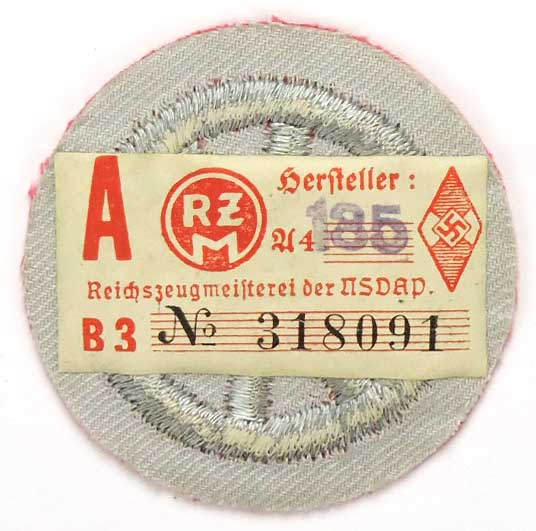 A RZM Hersteller:
A4. 185
Reichszeugmeisterei der NSDAP.
B3 № 318091